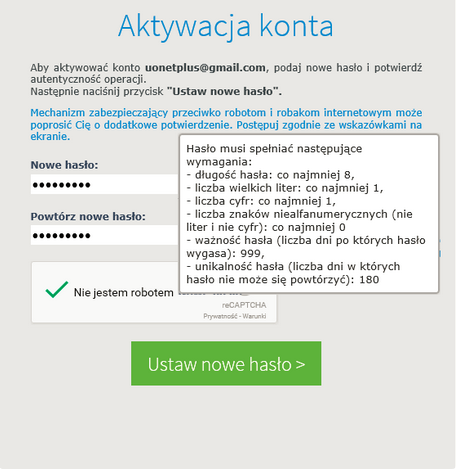 Aktywacja konta
Aby aktywować konto uonetplus@gmail.com, podaj nowe hasło i potwierdź
autentyczność operacji.
Następnie naciśnij przycisk "Ustaw nowe hasło".
Mechanizm zabezpieczający przeciwko robotom i robakom internetowym może
poprosić Cię o dodatkowe potwierdzenie. Postępuj zgodnie ze wskazówkami na
ekranie.
Nowe hasło:
●●●●●●●●●
Powtórz nowe hasło:
●●●●●●●●●
Hasło musi spełniać następujące
wymagania:
- długość hasła: co najmniej 8,
- liczba wielkich liter: co najmniej 1,
- liczba cyfr: co najmniej 1,
- liczba znaków niealfanumerycznych (nie
liter i nie cyfr): co najmniej 0
- ważność hasła (liczba dni po których hasło
wygasa): 999,
- unikalność hasła (liczba dni w których
hasło nie może się powtórzyć): 180
Nie jestem robotem
reCAPTCHA
Prywatność - Warunki
Ustaw nowe hasło >